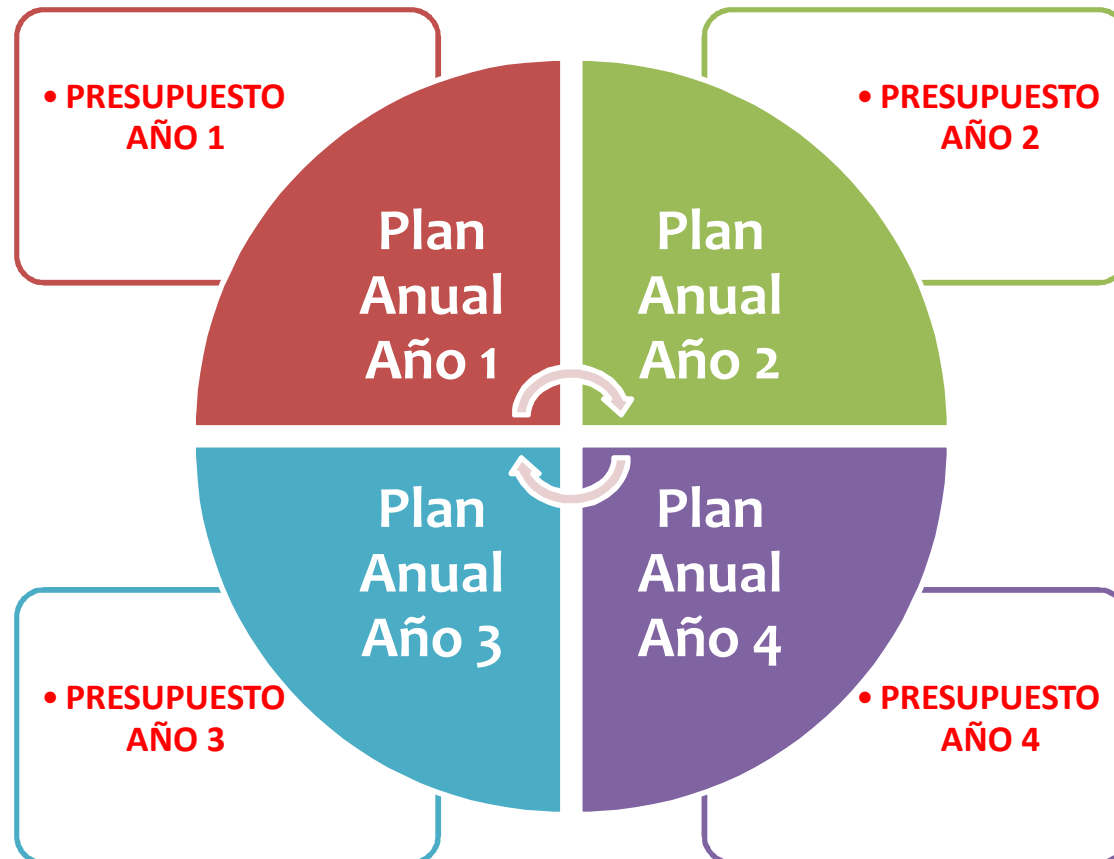 • PRESUPUESTO
AÑO 1
• PRESUPUESTO
AÑO 2
Plan
Anual
Año 1
Plan
Anual
Año 2
Plan
Anual
Año 3
Plan
Anual
Año 4
• PRESUPUESTO
AÑO 3
• PRESUPUESTO
AÑO 4